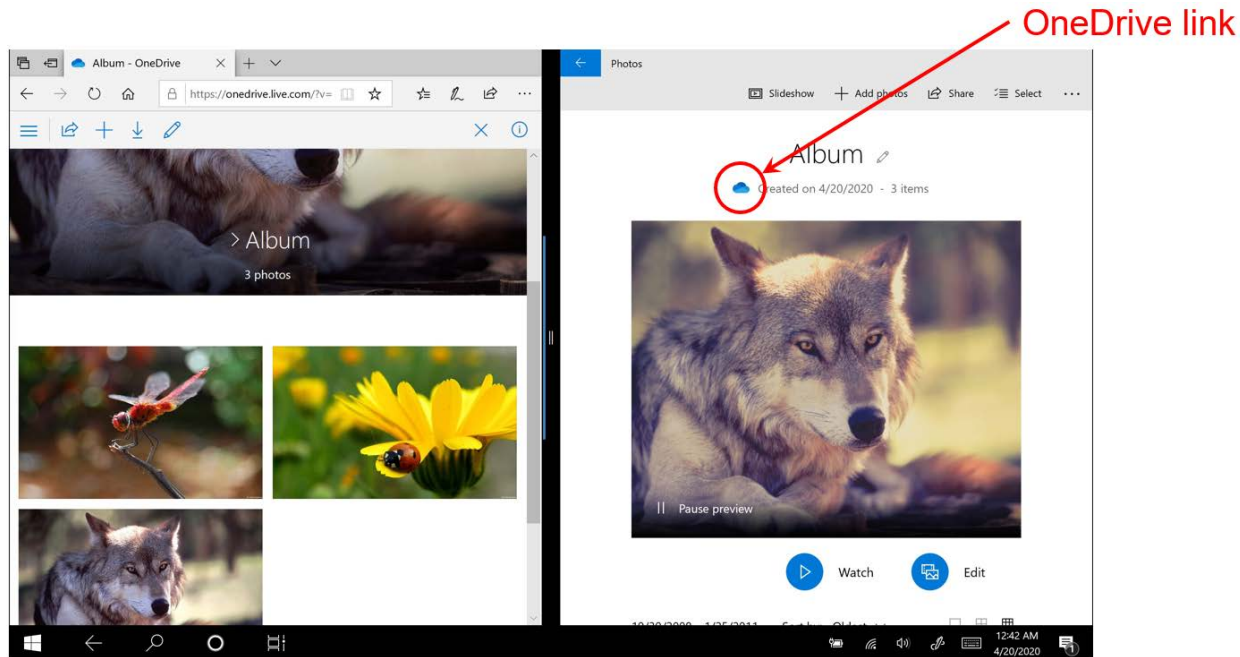 OneDrive link
Album - OneDrive
https://onedrive.live.com/?v=
> Album
3 photos
Photos
Slideshow
Add photos
Share
Select
Album
Created on 4/20/2020 - 3 items
Pause preview
Watch
Edit
12:42 AM
4/20/2020